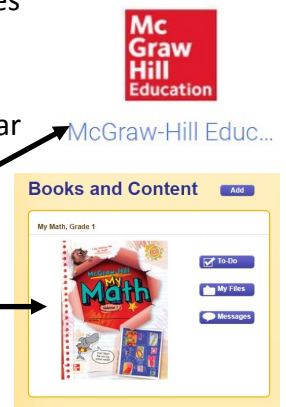 es
Mc
Graw
Hill
Education
ar
McGraw-Hill Educ...
Books and Content
Add
My Math, Grade 1
McGraw-Hill
My
Math
To-Do
My Files
Messages